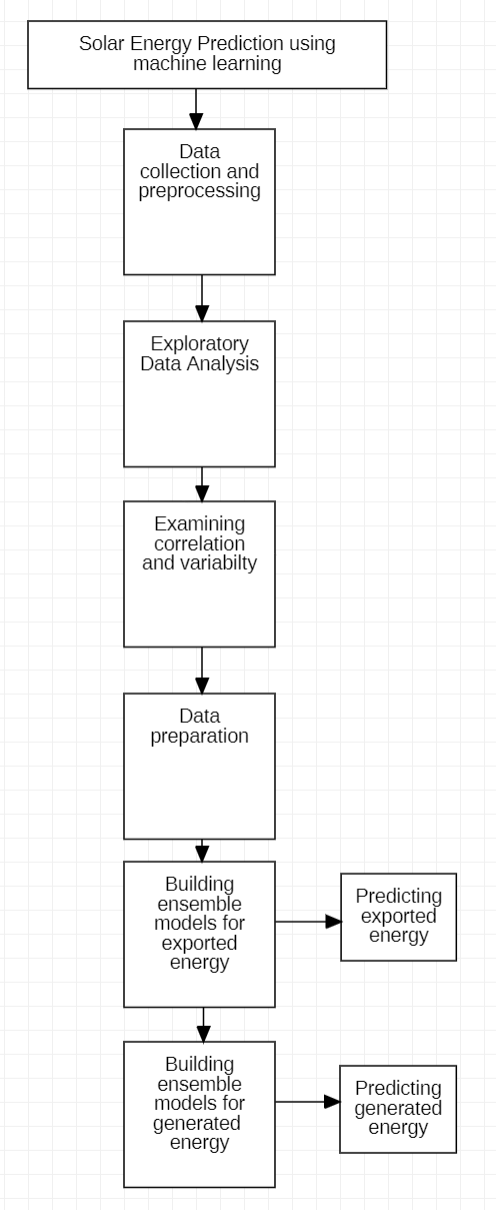 Solar Energy Prediction using
machine learning
Data
collection and
preprocessing
Exploratory
Data Analysis
Examining
correlation
and variabilty
Data
preparation
Building
ensemble
models for
exported
energy
Predicting
exported
energy
Building
ensemble
models for
generated
energy
Predicting
generated
energy